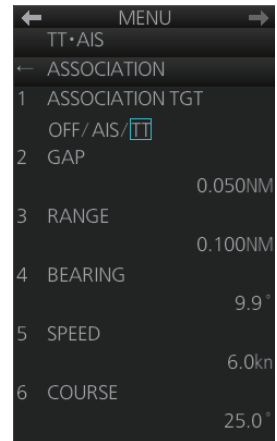 ← MENU →
TT•AIS
← ASSOCIATION
1 ASSOCIATION TGT
OFF/AIS/TT
2 GAP
0.050NM
3 RANGE
0.100NM
4 BEARING
9.9°
5 SPEED
6.0kn
6 COURSE
25.0°